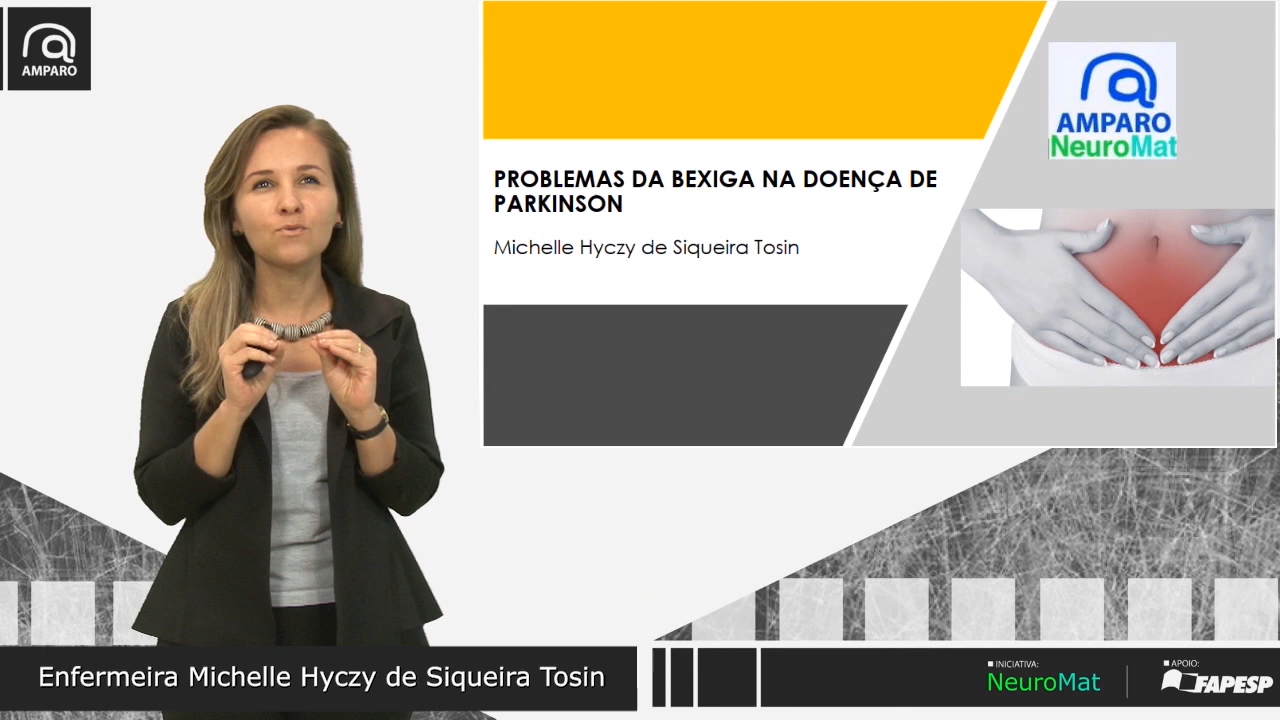 AMPARO
AMPARO
NeuroMat
PROBLEMAS DA BEXIGA NA DOENÇA DE
PARKINSON
Michelle Hyczy de Siqueira Tosin
Enfermeira Michelle Hyczy de Siqueira Tosin
INICIATIVA:
NeuroMat
APOIO:
FAPESP